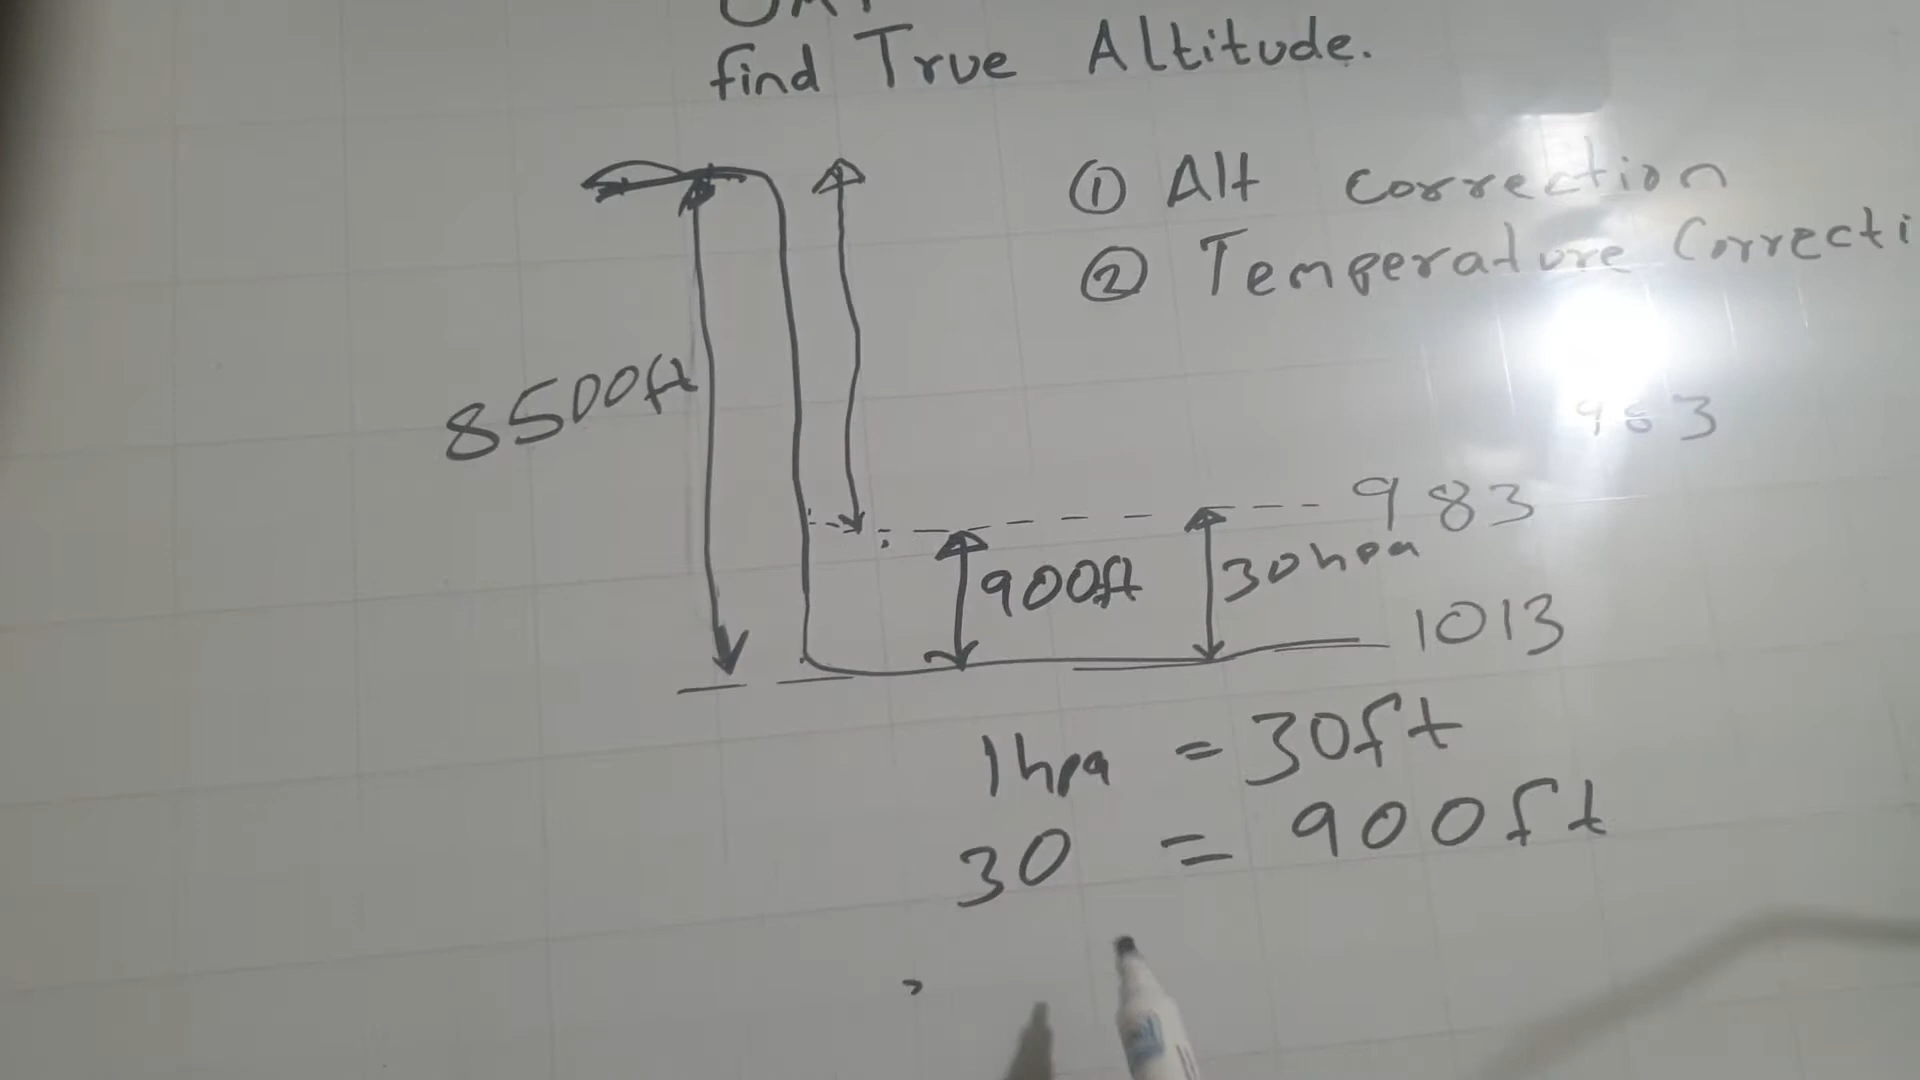 find True Altitude.
① Alt correction
② Temperature Correcti
8500ft
983
983
900ft
30hpa
1013
1hpa = 30ft
30 = 900ft